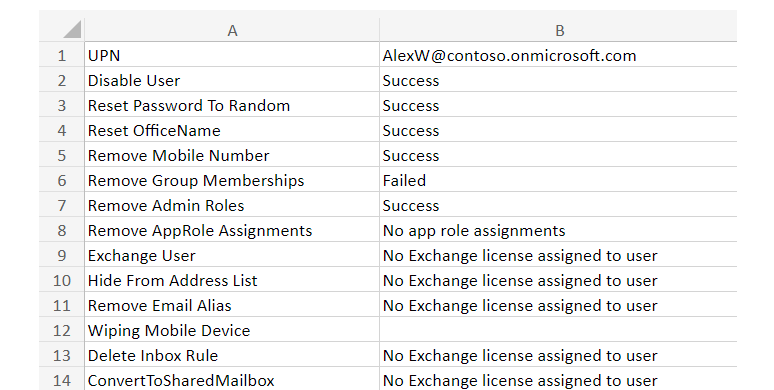 A B
1 UPN AlexW@contoso.onmicrosoft.com
2 Disable User Success
3 Reset Password To Random Success
4 Reset OfficeName Success
5 Remove Mobile Number Success
6 Remove Group Memberships Failed
7 Remove Admin Roles Success
8 Remove AppRole Assignments No app role assignments
9 Exchange User No Exchange license assigned to user
10 Hide From Address List No Exchange license assigned to user
11 Remove Email Alias No Exchange license assigned to user
12 Wiping Mobile Device
13 Delete Inbox Rule No Exchange license assigned to user
14 ConvertToSharedMailbox No Exchange license assigned to user